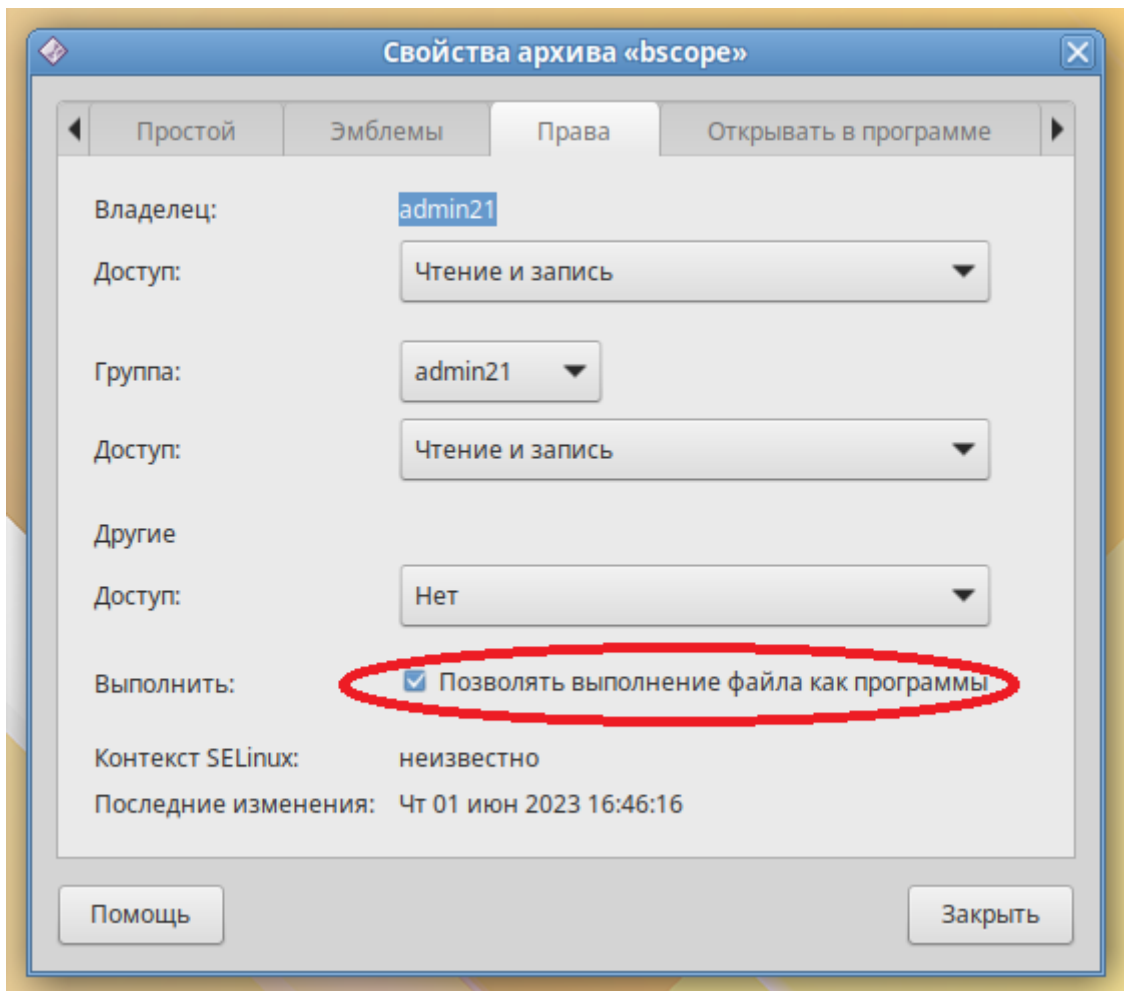 Свойства архива «bscope»
Простой Эмблемы Права Открывать в программе
Владелец: admin21
Доступ: Чтение и запись
Группа: admin21
Доступ: Чтение и запись
Другие
Доступ: Нет
Выполнить: Позволять выполнение файла как программы
Контекст SELinux: неизвестно
Последние изменения: Чт 01 июн 2023 16:46:16
Помощь Закрыть